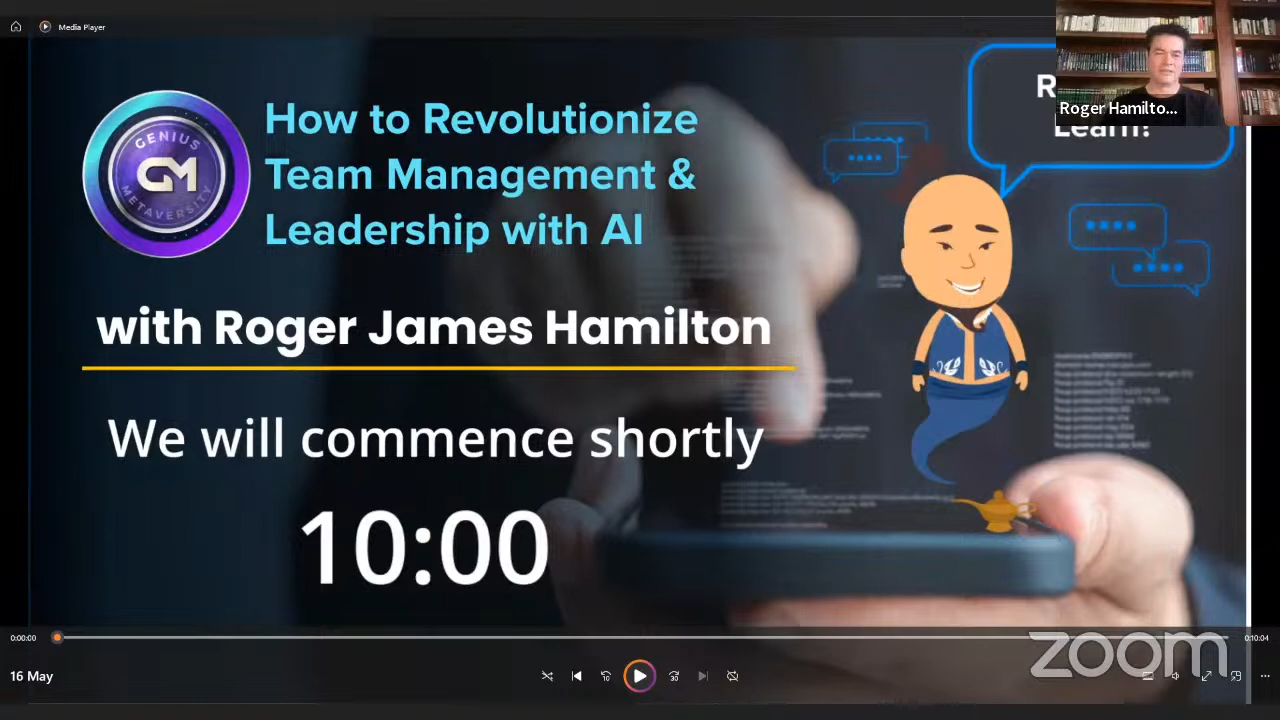 Media Player
Roger Hamilto...
Learn?
GENIUS
GM
METAVERSITY
How to Revolutionize
Team Management &
Leadership with AI
with Roger James Hamilton
We will commence shortly
10:00
0:00:00
0:10:04
zoom
16 May